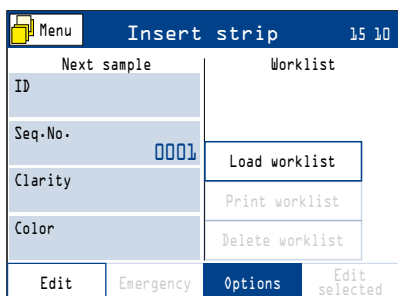 Menu Insert strip 15 10
Next sample Worklist
ID
Seq.No.
0001
Load worklist
Clarity
Print worklist
Color
Delete worklist
Edit Emergency Options Edit selected